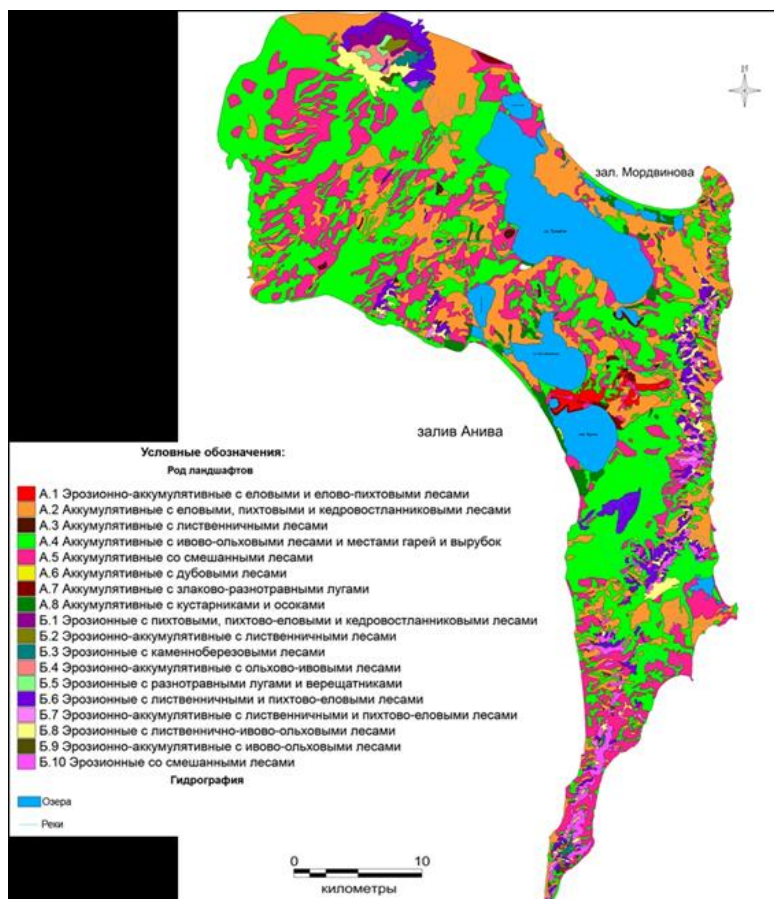 зал. Мордвинова
залив Анива
Условные обозначения:
Род ландшафтов
А.1 Эрозионно-аккумулятивные с еловыми и елово-пихтовыми лесами
А.2 Аккумулятивные с еловыми, пихтовыми и кедровостланниковыми лесами
А.3 Аккумулятивные с лиственничными лесами
А.4 Аккумулятивные с ивово-ольховыми лесами и местами гарей и вырубок
А.5 Аккумулятивные со смешанными лесами
А.6 Аккумулятивные с дубовыми лесами
А.7 Аккумулятивные с злаково-разнотравными лугами
А.8 Аккумулятивные с кустарниками и осоками
Б.1 Эрозионные с пихтовыми, пихтово-еловыми и кедровостланниковыми лесами
Б.2 Эрозионно-аккумулятивные с лиственничными лесами
Б.3 Эрозионные с каменноберезовыми лесами
Б.4 Эрозионно-аккумулятивные с ольхово-ивовыми лесами
Б.5 Эрозионные с разнотравными лугами и верещатниками
Б.6 Эрозионные с лиственничными и пихтово-еловыми лесами
Б.7 Эрозионно-аккумулятивные с лиственничными и пихтово-еловыми лесами
Б.8 Эрозионные с лиственнично-ивово-ольховыми лесами
Б.9 Эрозионно-аккумулятивные с ивово-ольховыми лесами
Б.10 Эрозионные со смешанными лесами
Гидрография
Озера
Реки
0 10
километры